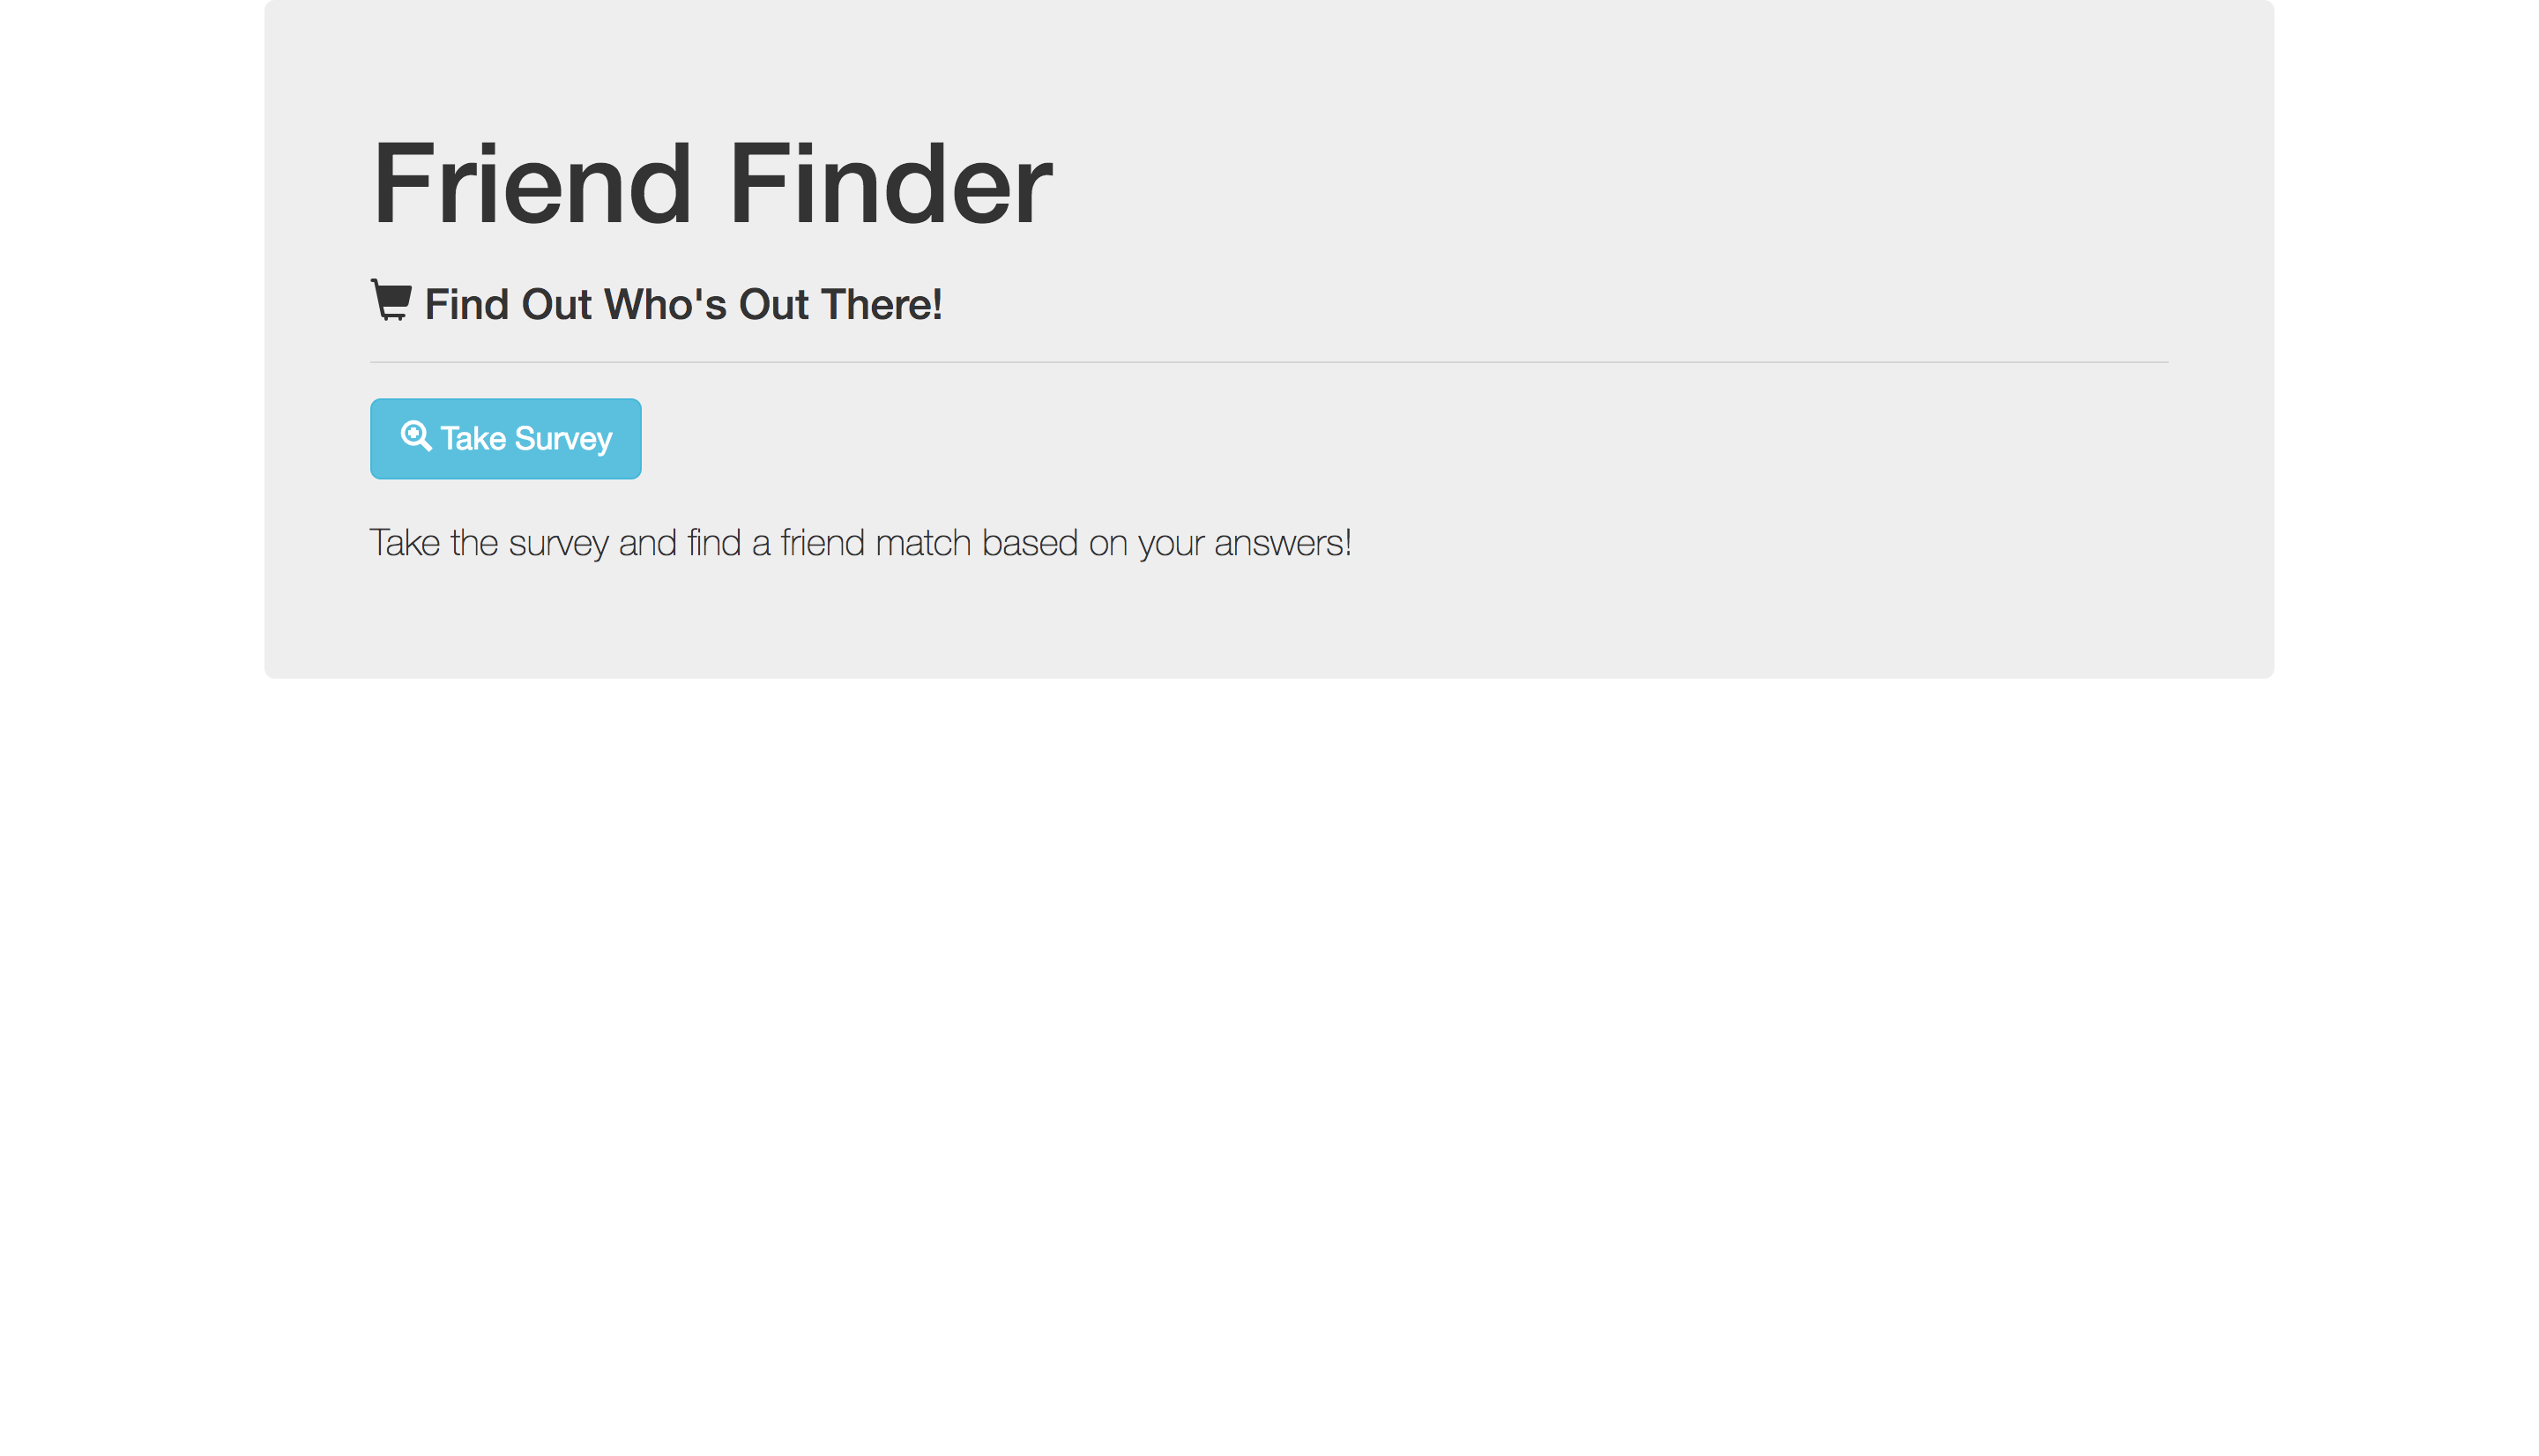 Friend Finder
Find Out Who's Out There!
Take Survey
Take the survey and find a friend match based on your answers!